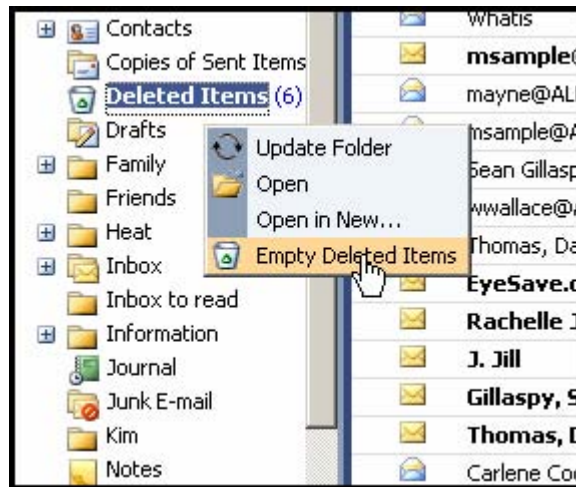 Contacts
Copies of Sent Items
Deleted Items (6)
Drafts
Family
Friends
Heat
Inbox
Inbox to read
Information
Journal
Junk E-mail
Kim
Notes
Update Folder
Open
Open in New...
Empty Deleted Items
Whatis
msample@
mayne@AL
msample@A
Sean Gillasp
wwallace@
Thomas, Da
EyeSave.c
Rachelle J
J. Jill
Gillaspy, S
Thomas, D
Carlene Coo